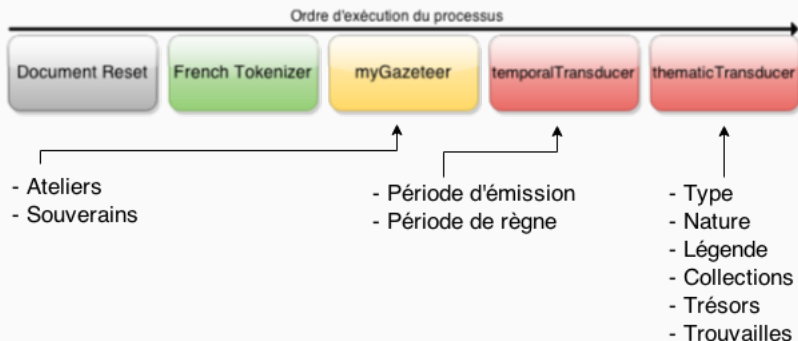 Ordre d'exécution du processus
Document Reset
French Tokenizer
myGazeteer
temporalTransducer
thematicTransducer
- Ateliers
- Souverains
- Période d'émission
- Période de règne
- Type
- Nature
- Légende
- Collections
- Trésors
- Trouvailles